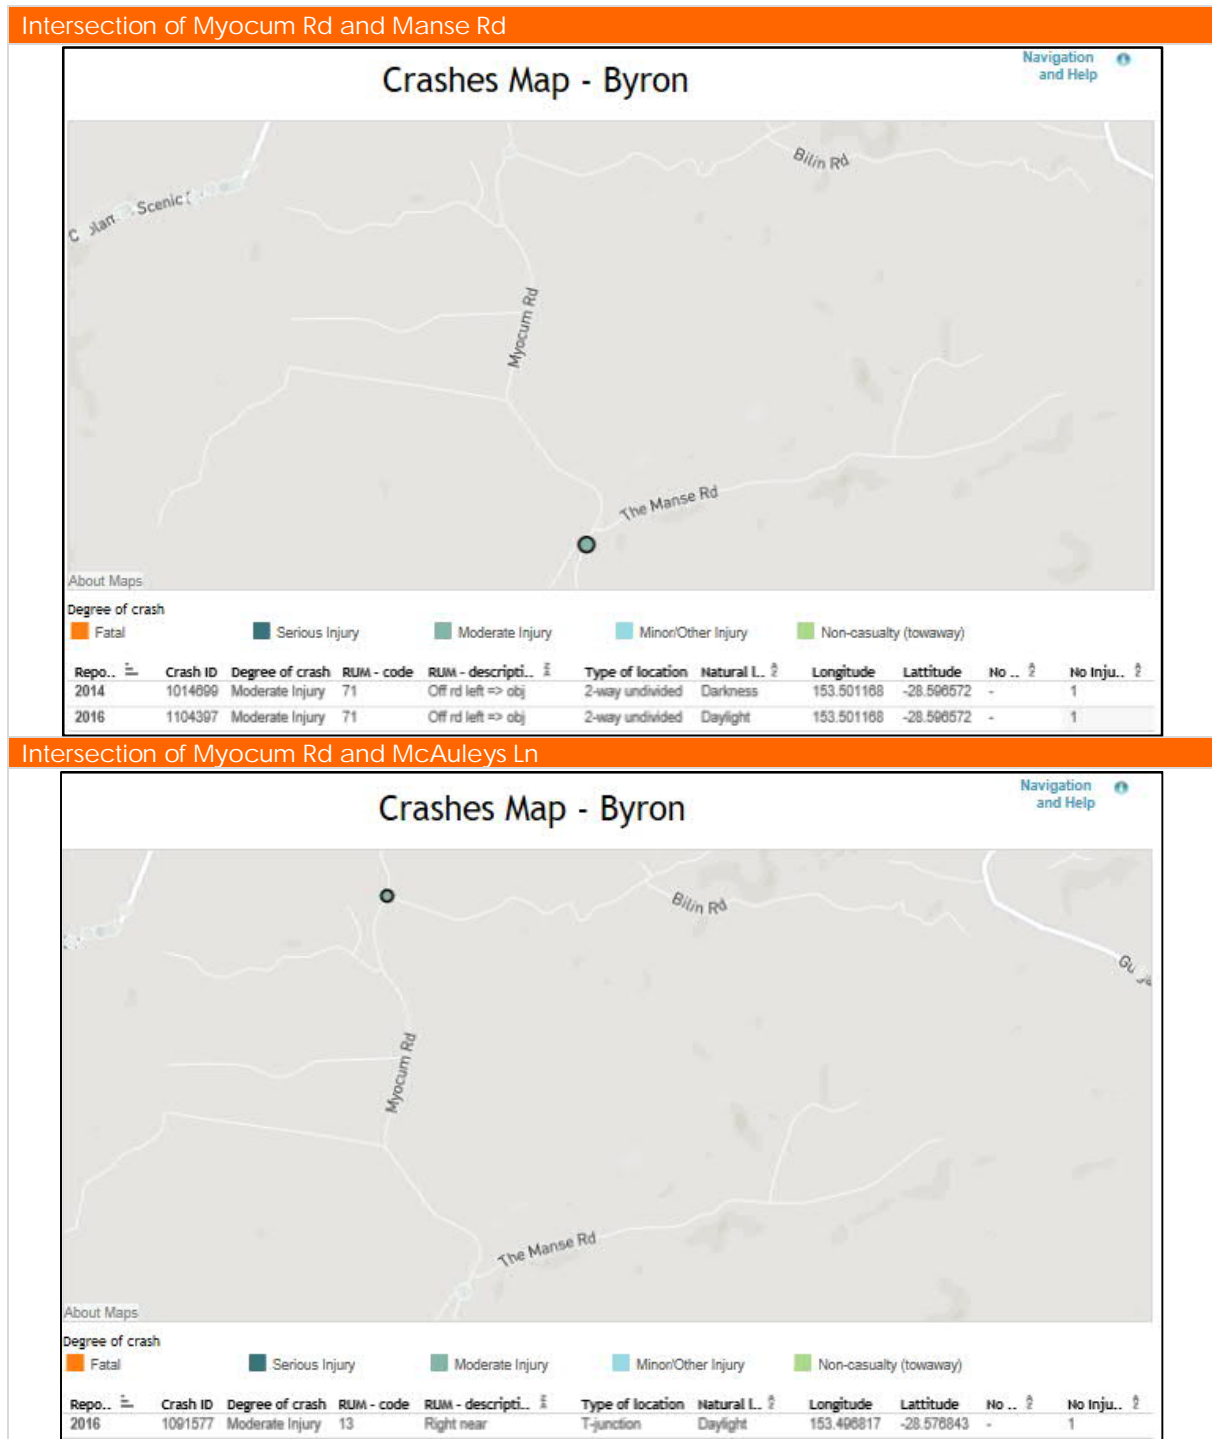 Intersection of Myocum Rd and Manse Rd
Navigation
and Help
Crashes Map - Byron
Bilin Rd
Scenic
Myocum Rd
The Manse Rd
About Maps
Degree of crash
Fatal Serious Injury Moderate Injury Minor/Other Injury Non-casualty (towaway)
Repo.. Crash ID Degree of crash RUM - code RUM - descripti.. Type of location Natural l.. Longitude Lattitude No .. No Inju..
2014 1014699 Moderate Injury 71 Off rd left => obj 2-way undivided Darkness 153.501168 -28.596572 - 1
2016 1104397 Moderate Injury 71 Off rd left => obj 2-way undivided Daylight 153.501168 -28.596572 - 1
Intersection of Myocum Rd and McAuleys Ln
Navigation
and Help
Crashes Map - Byron
Bilin Rd
Myocum Rd
The Manse Rd
About Maps
Degree of crash
Fatal Serious Injury Moderate Injury Minor/Other Injury Non-casualty (towaway)
Repo.. Crash ID Degree of crash RUM - code RUM - descripti.. Type of location Natural l.. Longitude Lattitude No .. No Inju..
2016 1091577 Moderate Injury 13 Right near T-junction Daylight 153.496817 -28.576843 - 1